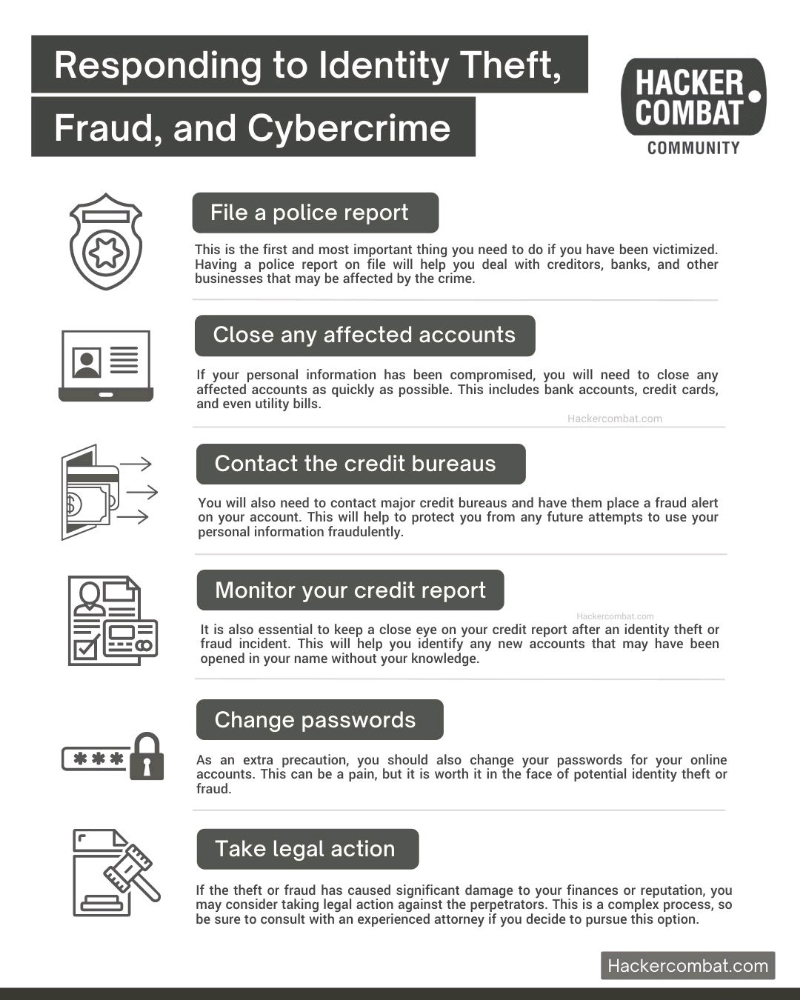 Responding to Identity Theft,
Fraud, and Cybercrime
HACKER
COMBAT
COMMUNITY
File a police report
This is the first and most important thing you need to do if you have been victimized.
Having a police report on file will help you deal with creditors, banks, and other
businesses that may be affected by the crime.
Close any affected accounts
If your personal information has been compromised, you will need to close any
affected accounts as quickly as possible. This includes bank accounts, credit cards,
and even utility bills.
Hackercombat.com
Contact the credit bureaus
$
You will also need to contact major credit bureaus and have them place a fraud alert
on your account. This will help to protect you from any future attempts to use your
personal information fraudulently.
Monitor your credit report
Hackercombat.com
It is also essential to keep a close eye on your credit report after an identity theft or
fraud incident. This will help you identify any new accounts that may have been
opened in your name without your knowledge.
Change passwords
***
As an extra precaution, you should also change your passwords for your online
accounts. This can be a pain, but it is worth it in the face of potential identity theft or
fraud.
Take legal action
If the theft or fraud has caused significant damage to your finances or reputation, you
may consider taking legal action against the perpetrators. This is a complex process, so
be sure to consult with an experienced attorney if you decide to pursue this option.
Hackercombat.com